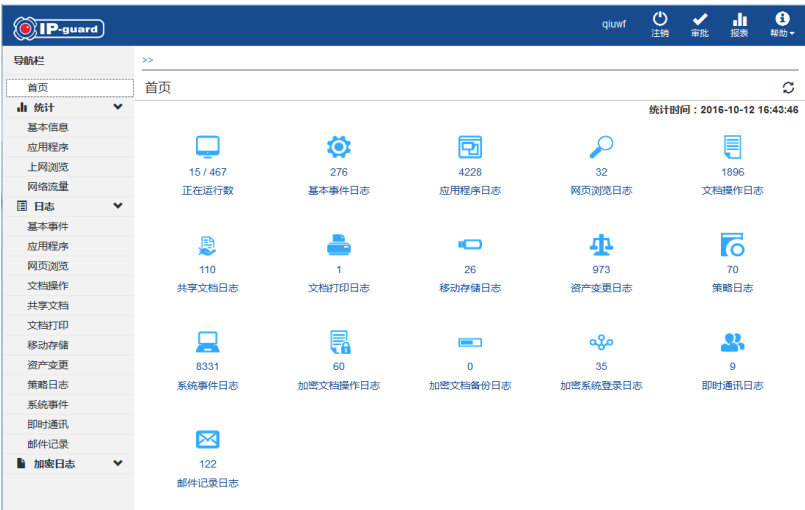 IP-guard
qiuwf
注销
审批
报表
帮助
导航栏
>>
首页
首页
统计时间：2016-10-12 16:43:46
统计
基本信息
应用程序
上网浏览
网络流量
日志
基本事件
应用程序
网页浏览
文档操作
共享文档
文档打印
移动存储
资产变更
策略日志
系统事件
即时通讯
邮件记录
加密日志
15 / 467
276
4228
32
1896
正在运行数
基本事件日志
应用程序日志
网页浏览日志
文档操作日志
110
1
26
973
70
共享文档日志
文档打印日志
移动存储日志
资产变更日志
策略日志
8331
60
0
35
9
系统事件日志
加密文档操作日志
加密文档备份日志
加密系统登录日志
即时通讯日志
122
邮件记录日志